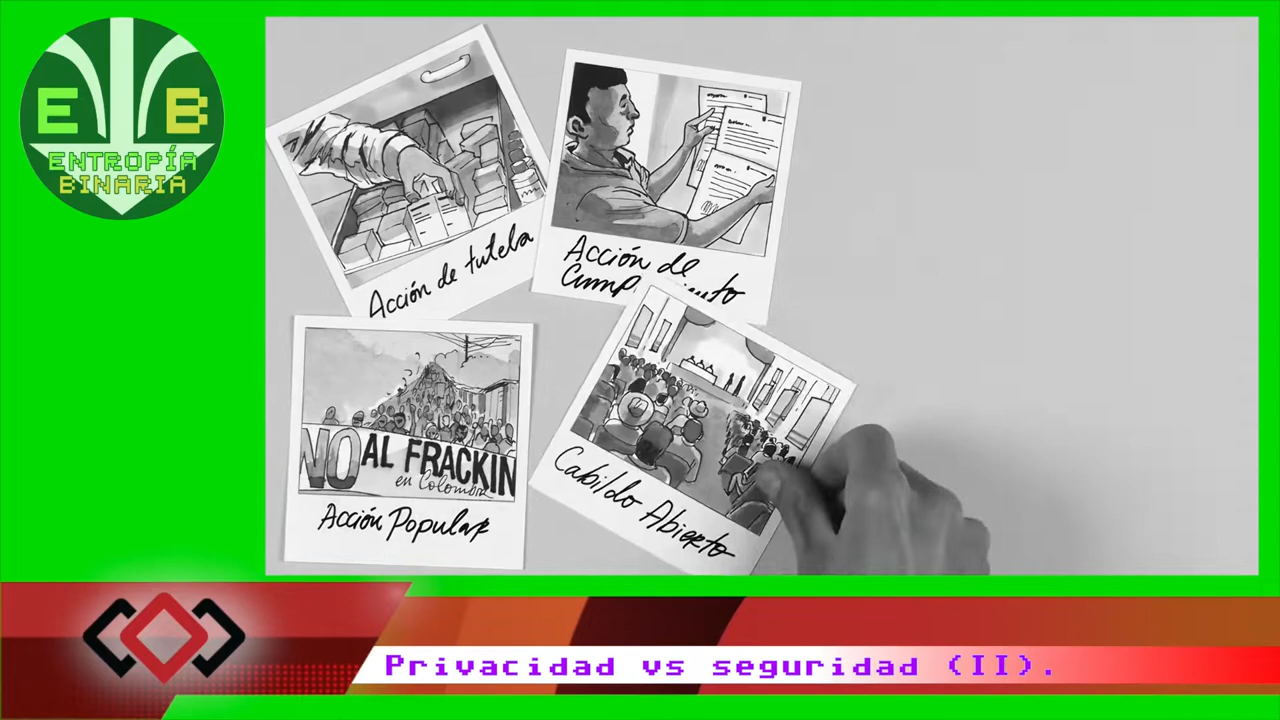 E B
ENTROPÍA
BINARIA
Acción de tutela
Acción de
NO AL FRACKIN
en Colombia
Acción Popular
Cabildo Abierto
Privacidad vs seguridad (II).